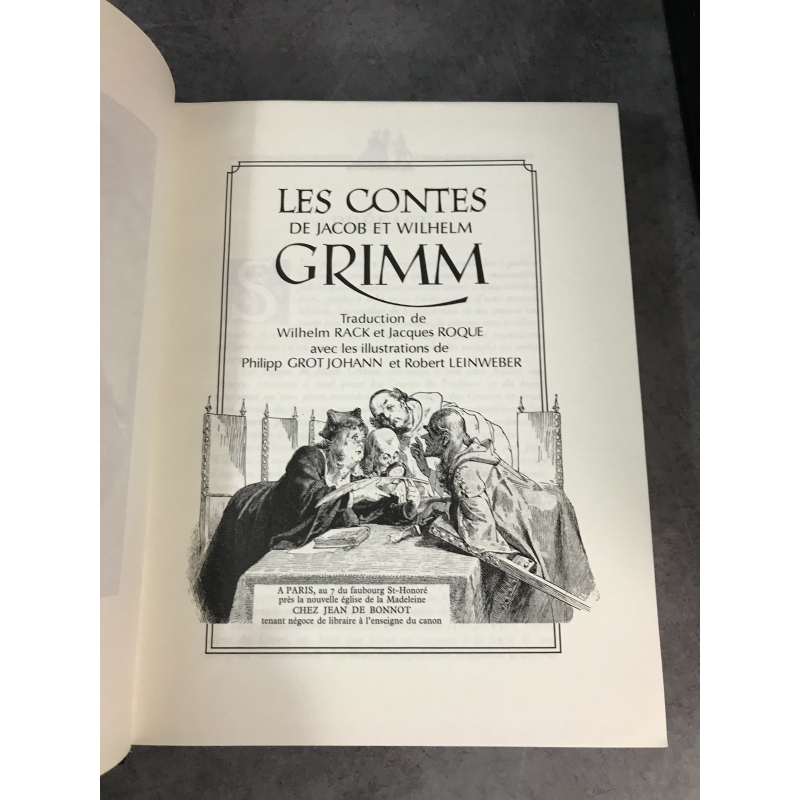 LES CONTES
DE JACOB ET WILHELM
GRIMM
Traduction de
Wilhelm RACK et Jacques ROQUE
avec les illustrations de
Philipp GROT JOHANN et Robert LEINWEBER
A PARIS, au 7 du faubourg St-Honoré
près la nouvelle église de la Madeleine
CHEZ JEAN DE BONNOT
tenant négoce de libraire à l'enseigne du canon